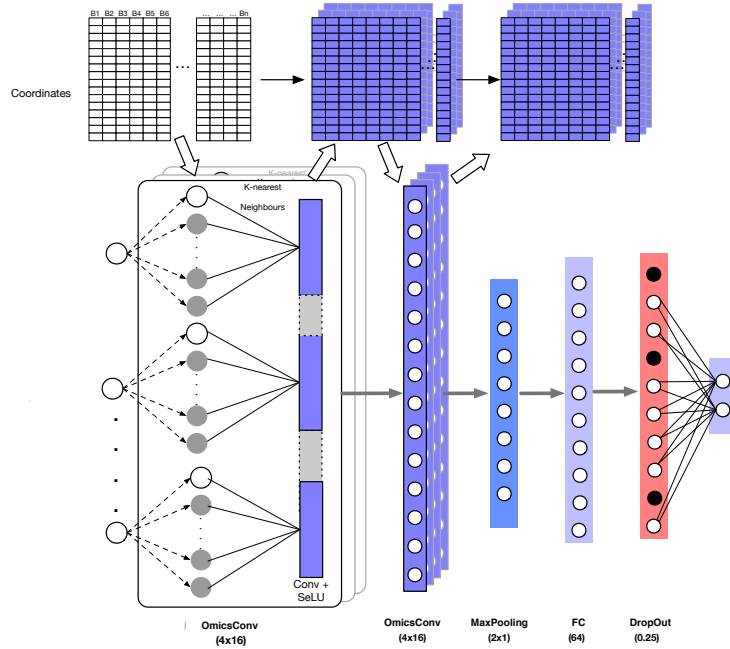 B1 B2 B3 B4 B5 B6 ... ... ... Bn
...
...
...
Coordinates
K-nearest
K-nearest
Neighbours
Conv +
SeLU
OmicsConv
(4x16)
OmicsConv
(4x16)
MaxPooling
(2x1)
FC
(64)
DropOut
(0.25)